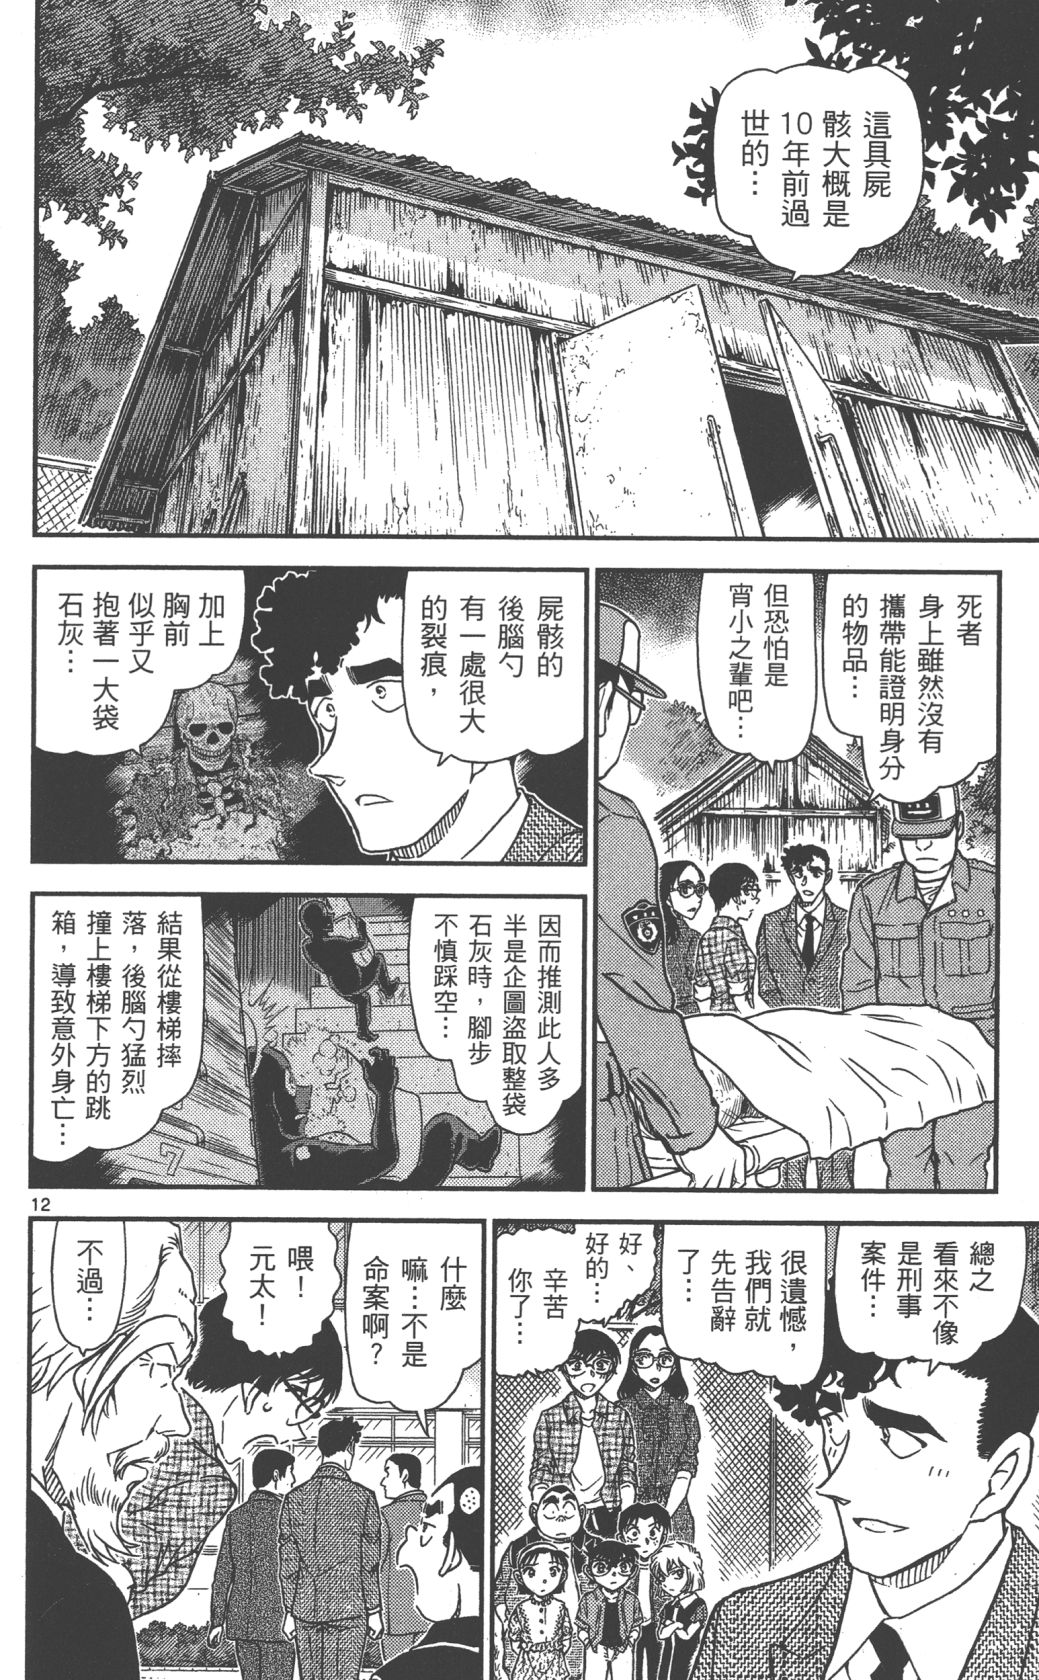 這具屍
骸大概是
10年前過
世的…
死者
身上雖然沒有
攜帶能證明身分
的物品…
但恐怕是
宵小之輩吧…
屍骸的
後腦勺
有一處很大
的裂痕，
加上
胸前
似乎又
抱著一大袋
石灰…
因而推測此人多
半是企圖盜取整袋
石灰時，腳步
不慎踩空…
結果從樓梯摔
落，後腦勺猛烈
撞上樓梯下方的跳
箱，導致意外身亡…
7
12
總之
看來不像
是刑事
案件…
很遺憾，
我們就
先告辭
了…
好、
好的…
辛苦
你了…
什麼
嘛…不是
命案啊？
喂！
元太！
不過…